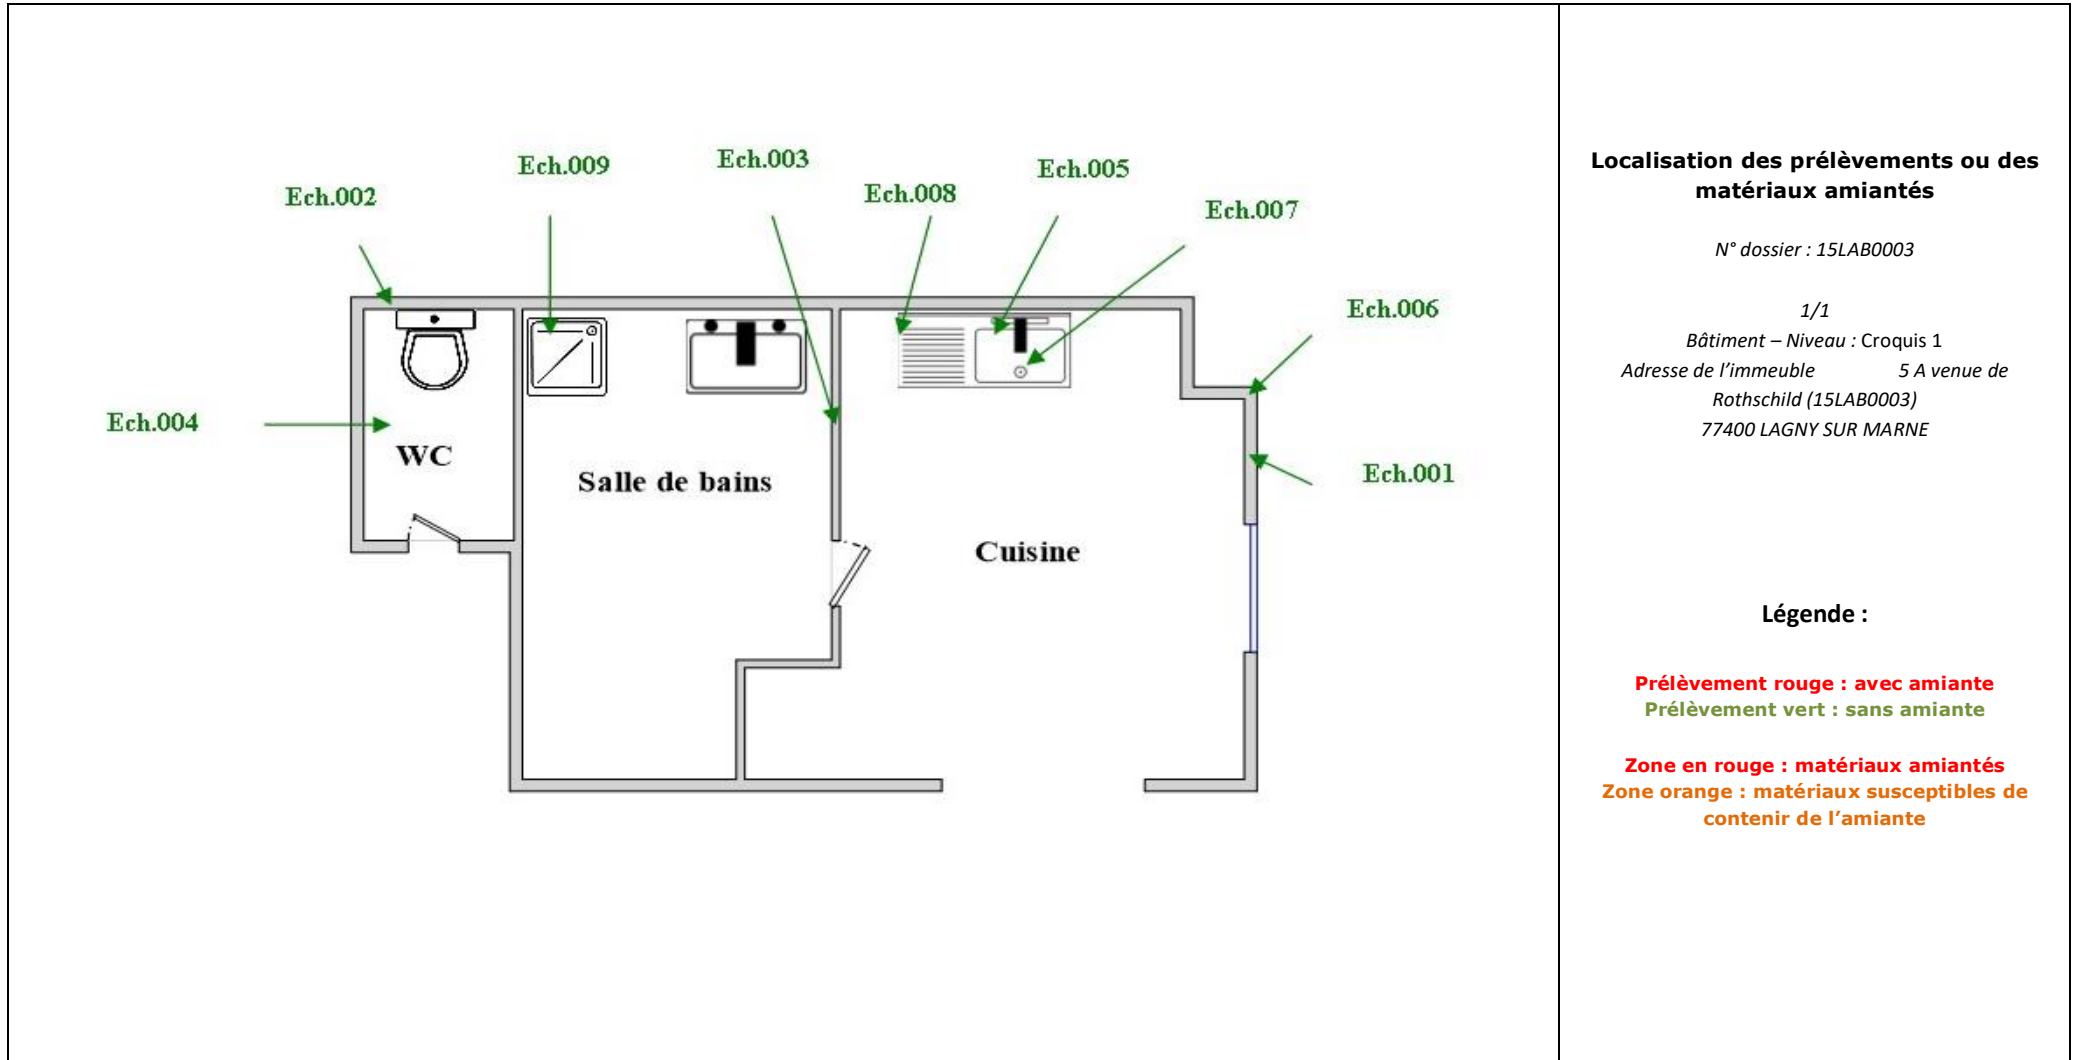 Ech.009
Ech.003
Ech.005
Ech.002
Ech.008
Ech.007
Ech.006
Ech.004
WC
Salle de bains
Ech.001
Cuisine
Localisation des prélèvements ou des
matériaux amiantés
N° dossier : 15LAB0003
1/1
Bâtiment – Niveau : Croquis 1
Adresse de l'immeuble 5 A venue de
Rothschild (15LAB0003)
77400 LAGNY SUR MARNE
Légende :
Prélèvement rouge : avec amiante
Prélèvement vert : sans amiante
Zone en rouge : matériaux amiantés
Zone orange : matériaux susceptibles de
contenir de l'amiante